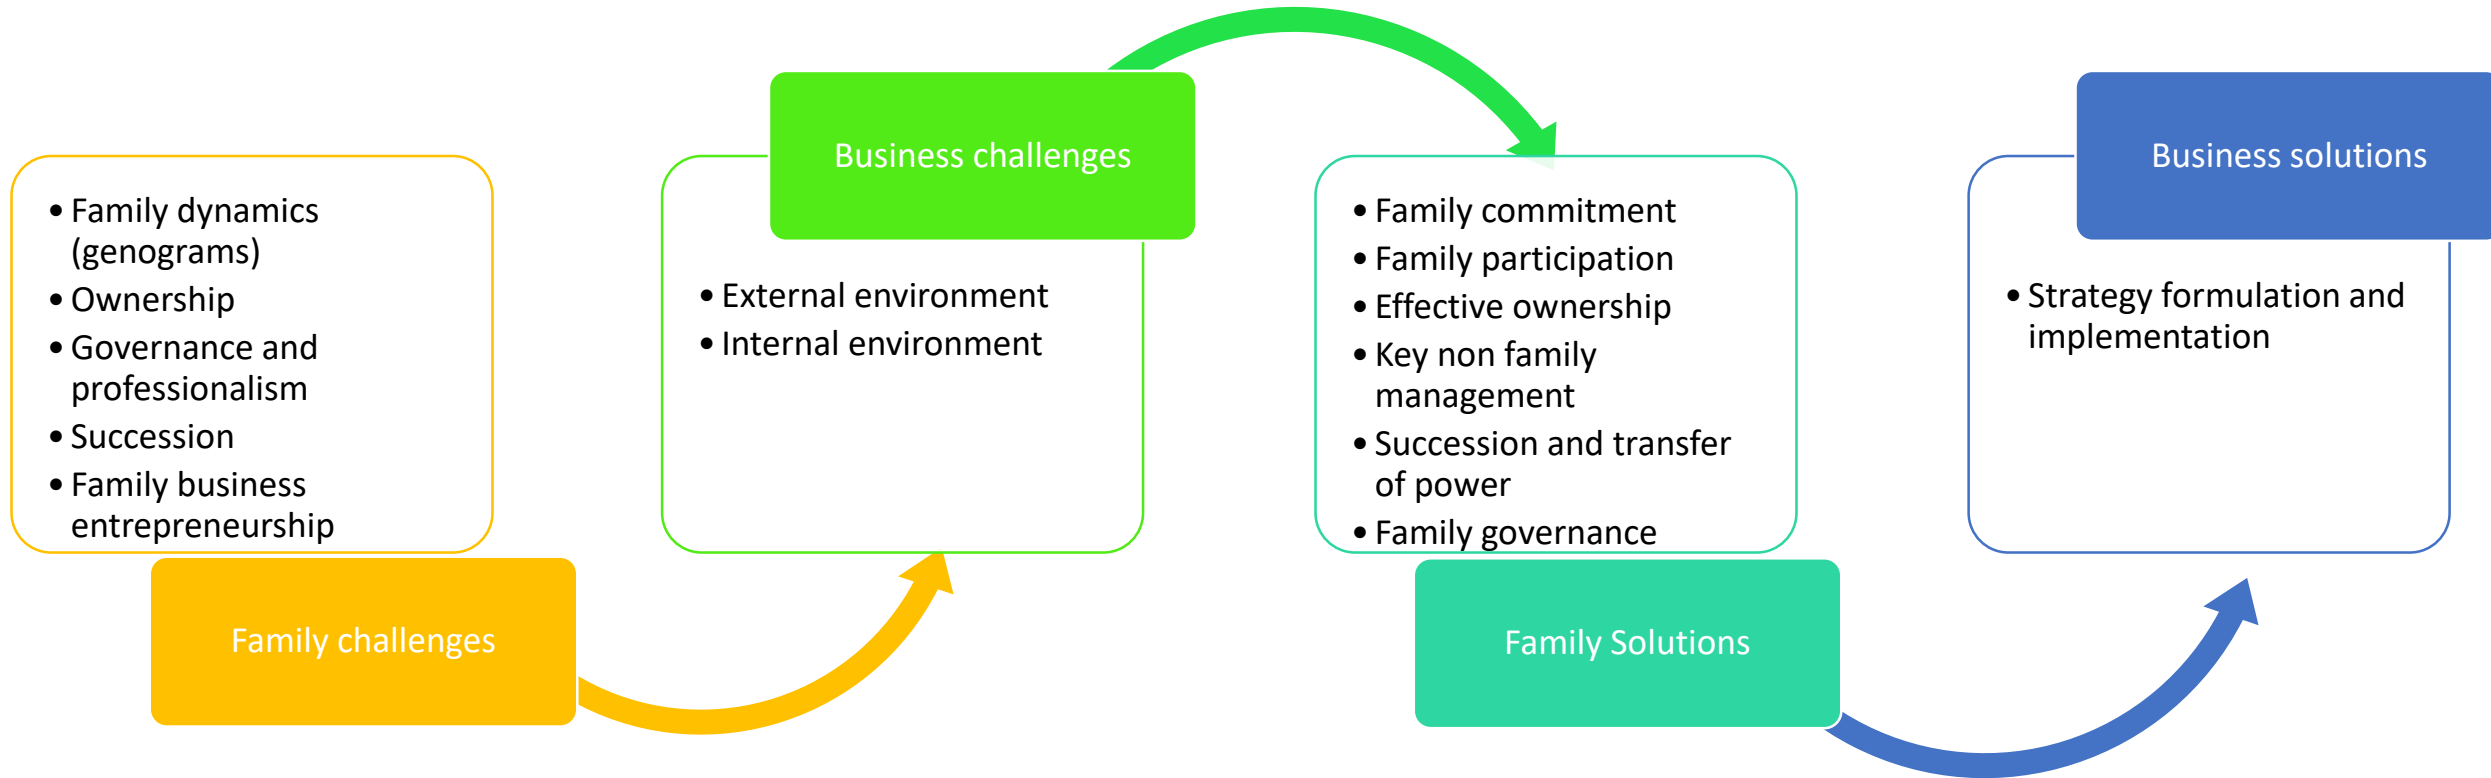 • Family dynamics
(genograms)
• Ownership
• Governance and
professionalism
• Succession
• Family business
entrepreneurship
Family challenges
Business challenges
• External environment
• Internal environment
• Family commitment
• Family participation
• Effective ownership
• Key non family
management
• Succession and transfer
of power
• Family governance
Family Solutions
Business solutions
• Strategy formulation and
implementation